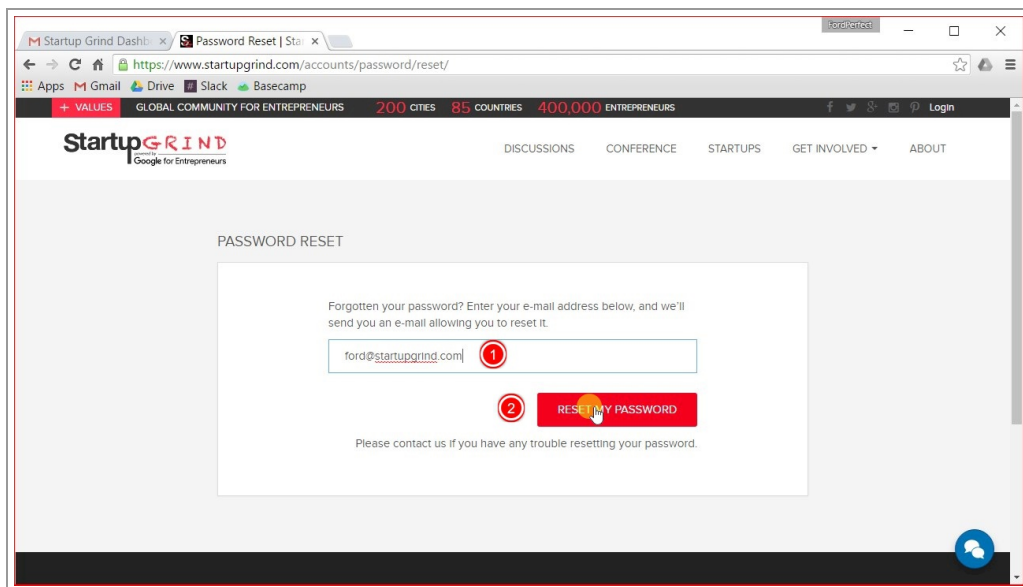 FordPerfect
Startup Grind Dashb
Password Reset | Sta
https://www.startupgrind.com/accounts/password/reset/
Apps Gmail Drive Slack Basecamp
+ VALUES GLOBAL COMMUNITY FOR ENTREPRENEURS 200 CITIES 85 COUNTRIES 400,000 ENTREPRENEURS Login
Startup GRIND
powered by
Google for Entrepreneurs
DISCUSSIONS CONFERENCE STARTUPS GET INVOLVED ABOUT
PASSWORD RESET
Forgotten your password? Enter your e-mail address below, and we'll
send you an e-mail allowing you to reset it.
ford@startupgrind.com 1
2 RESET MY PASSWORD
Please contact us if you have any trouble resetting your password.